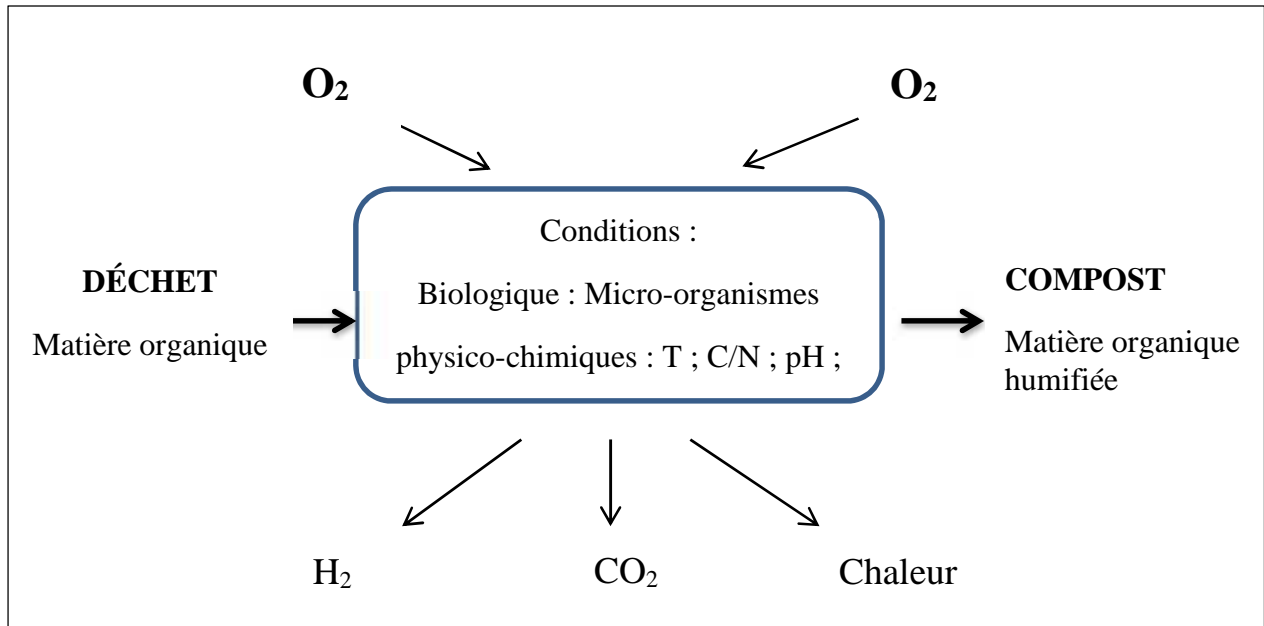 O₂
O₂
Conditions :
Biologique : Micro-organismes
physico-chimiques : T ; C/N ; pH ;
DÉCHET
Matière organique
COMPOST
Matière organique
humifiée
H₂
CO₂
Chaleur